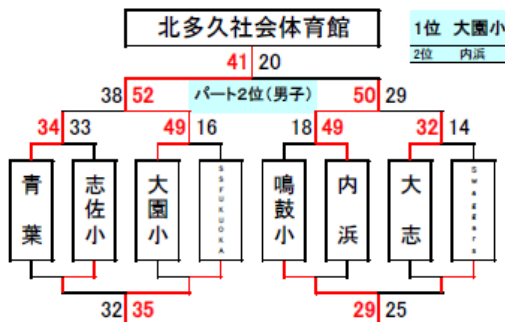 北多久社会体育館
1位 大園小
2位 内浜
41 20
パート2位(男子)
38 52 50 29
34 33 49 16 18 49 32 14
青葉 志佐小 大園小 SSFUKUOKA 鳴鼓小 内浜 大志 Swaggers
32 35 29 25